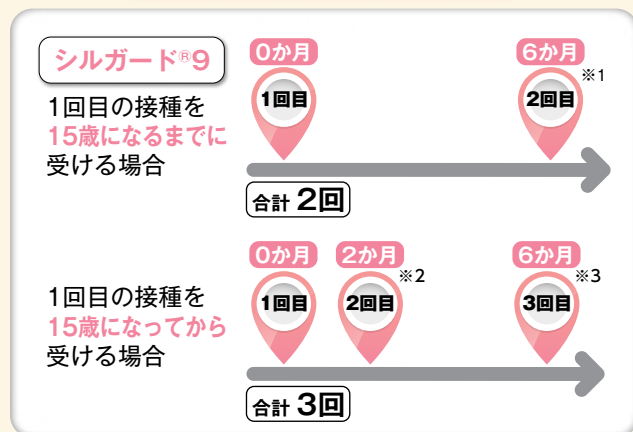 シルガード®9
1回目の接種を
15歳になるまでに
受ける場合
0か月
6か月
1回目
2回目
※1
合計 2回
1回目の接種を
15歳になってから
受ける場合
0か月
2か月
6か月
1回目
2回目
※2
3回目
※3
合計 3回